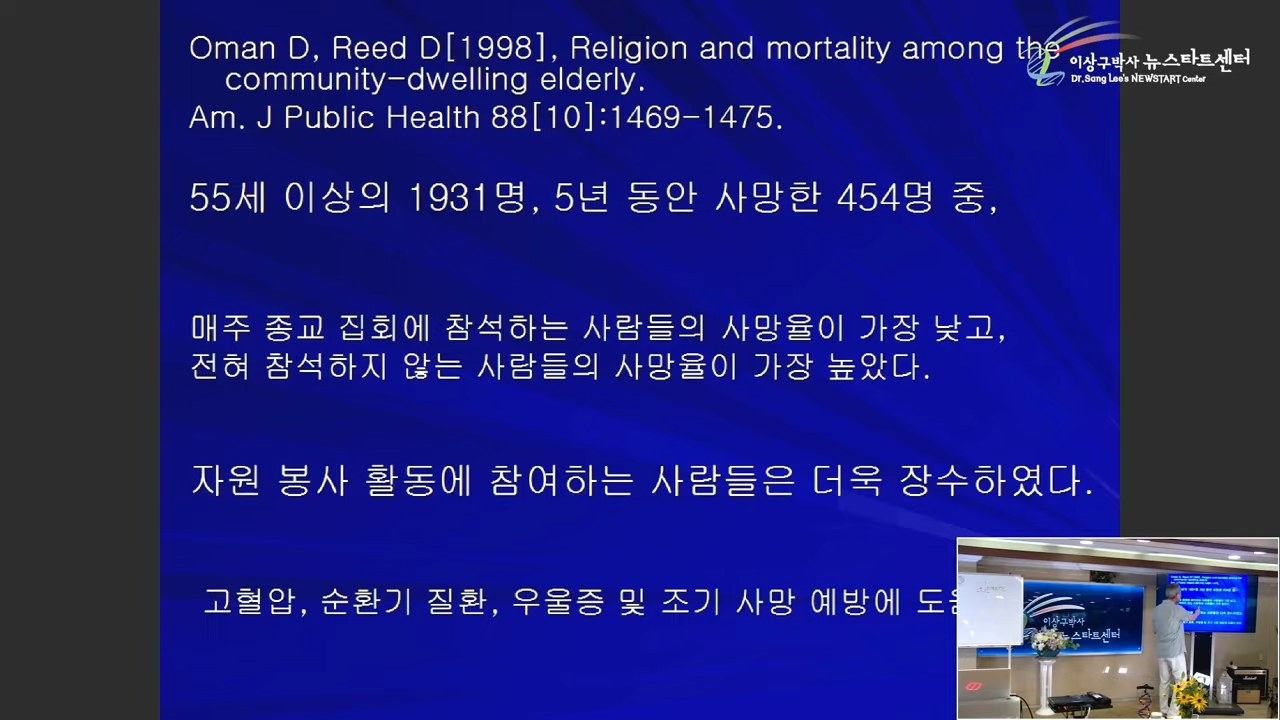 Oman D, Reed D[1998], Religion and mortality among the
community-dwelling elderly.
Am. J Public Health 88[10]:1469-1475.
이상구박사 뉴스타트센터
Dr. Sang Lee's NEWSTART Center
55세 이상의 1931명, 5년 동안 사망한 454명 중,
매주 종교 집회에 참석하는 사람들의 사망율이 가장 낮고,
전혀 참석하지 않는 사람들의 사망율이 가장 높았다.
자원 봉사 활동에 참여하는 사람들은 더욱 장수하였다.
고혈압, 순환기 질환, 우울증 및 조기 사망 예방에
이상구박사
뉴스타트센터
Marshall